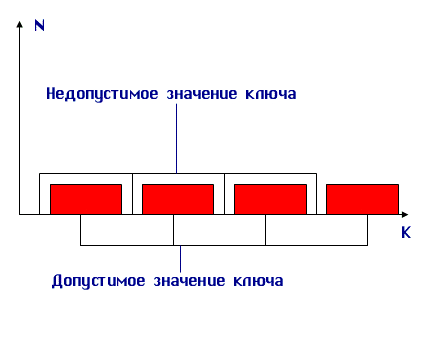 N
Недопустимое значение ключа
K
Допустимое значение ключа